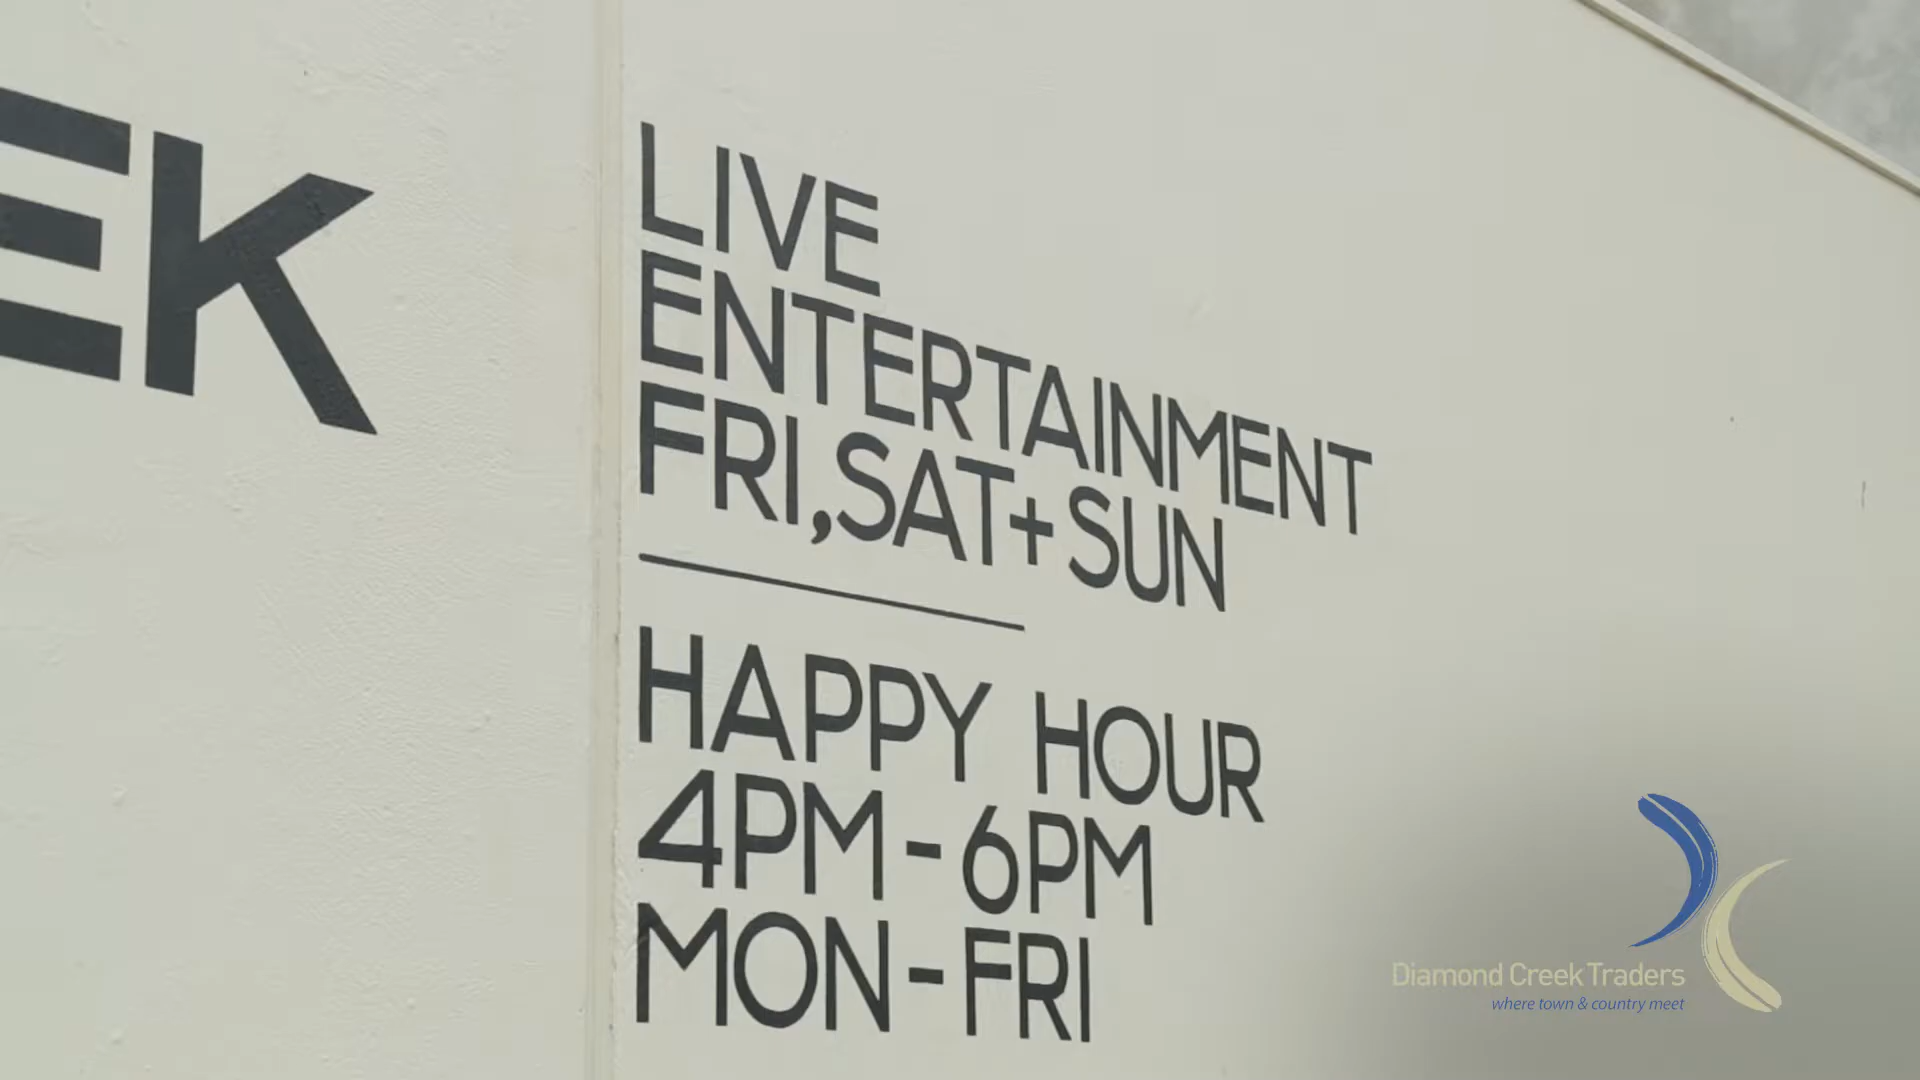 EK
LIVE
ENTERTAINMENT
FRI,SAT+SUN
HAPPY HOUR
4PM-6PM
MON-FRI
Diamond Creek Traders
where town & country meet